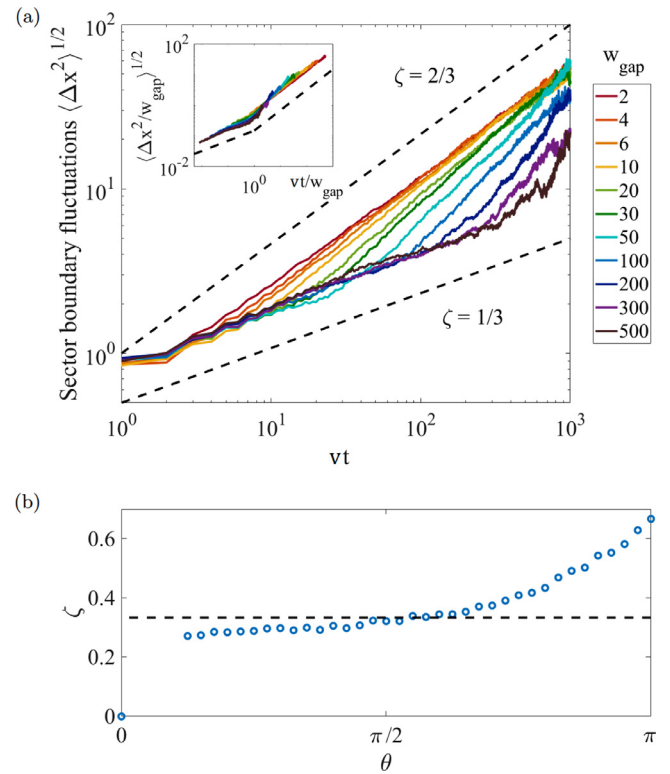 (a)
Sector boundary fluctuations ⟨Δx²⟩^1/2
10²
10¹
10⁰
10⁰
10¹
10²
10³
vt
ζ = 2/3
ζ = 1/3
⟨Δx²/w_gap⟩^1/2
10²
10⁻²
10⁰
vt/w_gap
w_gap
2
4
6
10
20
30
50
100
200
300
500
(b)
ζ
0.6
0.4
0.2
0
0
π/2
π
θ